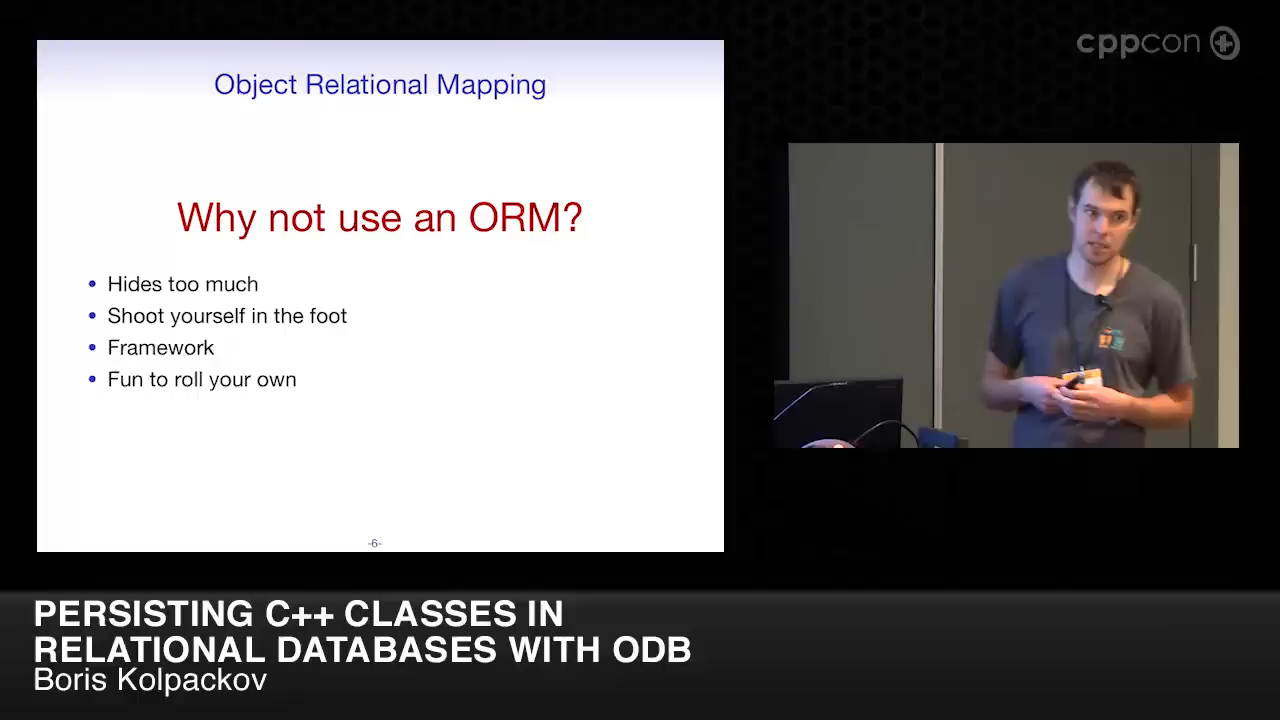 cppcon
Object Relational Mapping
Why not use an ORM?
• Hides too much
• Shoot yourself in the foot
• Framework
• Fun to roll your own
-6-
PERSISTING C++ CLASSES IN
RELATIONAL DATABASES WITH ODB
Boris Kolpackov